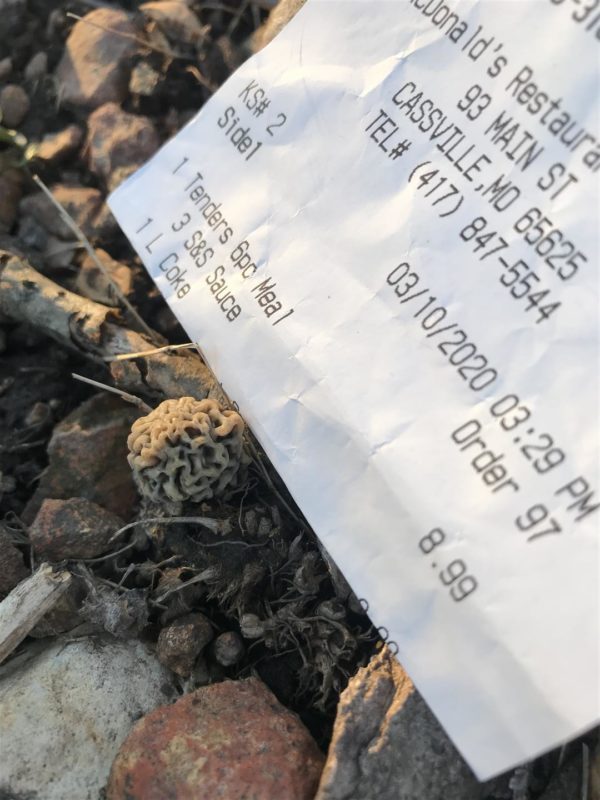 McDonald's Restaurant
93 MAIN ST
CASSVILLE,MO 65625
TEL# (417) 847-5544
KS# 2
03/10/2020 03:29 PM
Side1
Order 97
1 Tenders 6pc Meal
8.99
3 S&S Sauce
1 L Coke